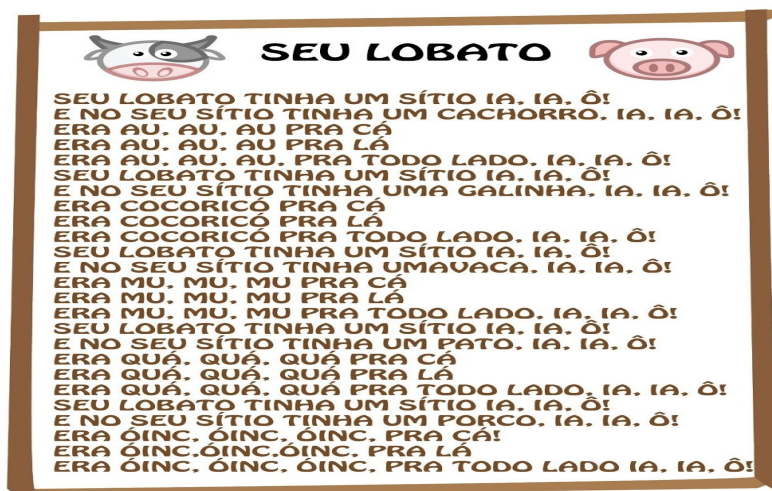 SEU LOBATO
SEU LOBATO TINHA UM SÍTIO IA, IA, Ô!
E NO SEU SÍTIO TINHA UM CACHORRO, IA, IA, Ô!
ERA AU, AU, AU PRA CÁ
ERA AU, AU, AU PRA LÁ
ERA AU, AU, AU, PRA TODO LADO, IA, IA, Ô!
SEU LOBATO TINHA UM SÍTIO IA, IA, Ô!
E NO SEU SÍTIO TINHA UMA GALINHA, IA, IA, Ô!
ERA COCORICÓ PRA CÁ
ERA COCORICÓ PRA LÁ
ERA COCORICÓ PRA TODO LADO, IA, IA, Ô!
SEU LOBATO TINHA UM SÍTIO IA, IA, Ô!
E NO SEU SÍTIO TINHA UMAVACA, IA, IA, Ô!
ERA MU, MU, MU PRA CÁ
ERA MU, MU, MU PRA LÁ
ERA MU, MU, MU PRA TODO LADO, IA, IA, Ô!
SEU LOBATO TINHA UM SÍTIO IA, IA, Ô!
E NO SEU SÍTIO TINHA UM PATO, IA, IA, Ô!
ERA QUÁ, QUÁ, QUÁ PRA CÁ
ERA QUÁ, QUÁ, QUÁ PRA LÁ
ERA QUÁ, QUÁ, QUÁ PRA TODO LADO, IA, IA, Ô!
SEU LOBATO TINHA UM SÍTIO IA, IA, Ô!
E NO SEU SÍTIO TINHA UM PORCO, IA, IA, Ô!
ERA ÓINC, ÓINC, ÓINC, PRA CÁ!
ERA ÓINC,ÓINC,ÓINC, PRA LÁ
ERA ÓINC, ÓINC, ÓINC, PRA TODO LADO IA, IA, Ô!